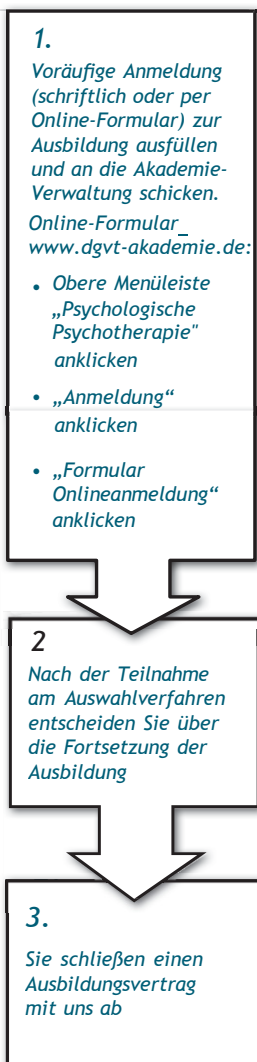 1.
Voräufige Anmeldung
(schriftlich oder per
Online-Formular) zur
Ausbildung ausfüllen
und an die Akademie-
Verwaltung schicken.
Online-Formular_
www.dgvt-akademie.de:
• Obere Menüleiste
„Psychologische
Psychotherapie"
anklicken
• „Anmeldung“
anklicken
• „Formular
Onlineanmeldung“
anklicken
2
Nach der Teilnahme
am Auswahlverfahren
entscheiden Sie über
die Fortsetzung der
Ausbildung
3.
Sie schließen einen
Ausbildungsvertrag
mit uns ab